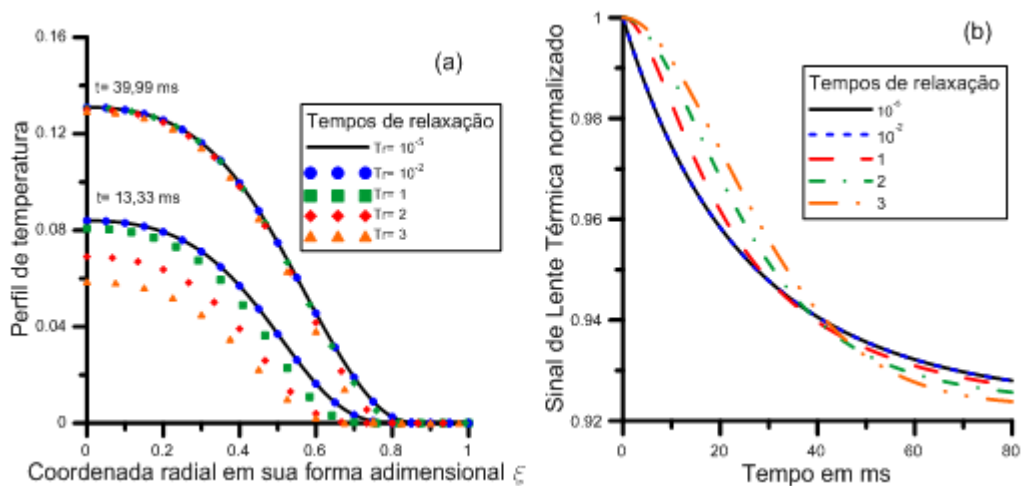 (a)
0.16
0.12
0.08
0.04
0
0
0.2
0.4
0.6
0.8
1
Perfil de temperatura
Coordenada radial em sua forma adimensional ξ
t= 39,99 ms
t= 13,33 ms
Tempos de relaxação
Tr= 10⁻⁵
Tr= 10⁻²
Tr= 1
Tr= 2
Tr= 3
(b)
1
0.98
0.96
0.94
0.92
0
20
40
60
80
Sinal de Lente Térmica normalizado
Tempo em ms
Tempos de relaxação
10⁻⁵
10⁻²
1
2
3